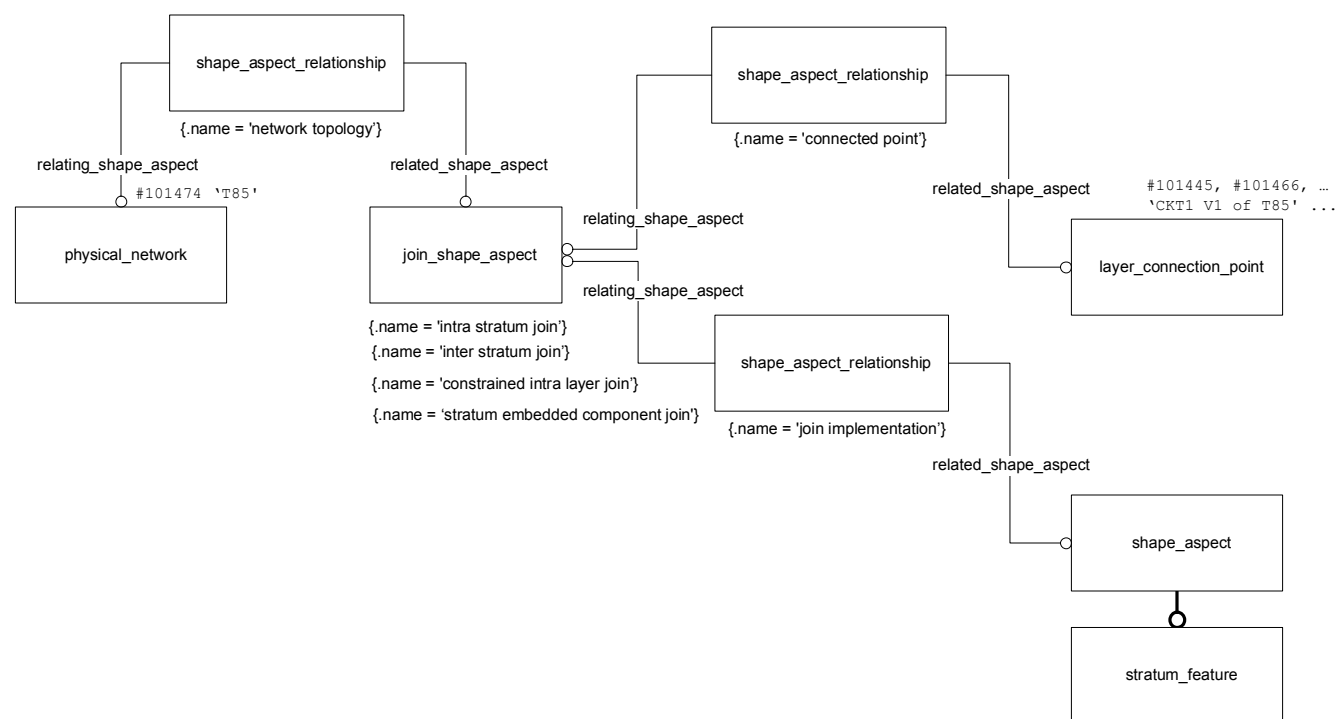 shape_aspect_relationship
{.name = 'network topology'}
relating_shape_aspect
related_shape_aspect
#101474 'T85'
physical_network
join_shape_aspect
{.name = 'intra stratum join'}
{.name = 'inter stratum join'}
{.name = 'constrained intra layer join'}
{.name = ‘stratum embedded component join'}
shape_aspect_relationship
{.name = 'connected point'}
relating_shape_aspect
related_shape_aspect
#101445, #101466, …
‘CKT1 V1 of T85' ...
layer_connection_point
relating_shape_aspect
shape_aspect_relationship
{.name = 'join implementation’}
related_shape_aspect
shape_aspect
stratum_feature